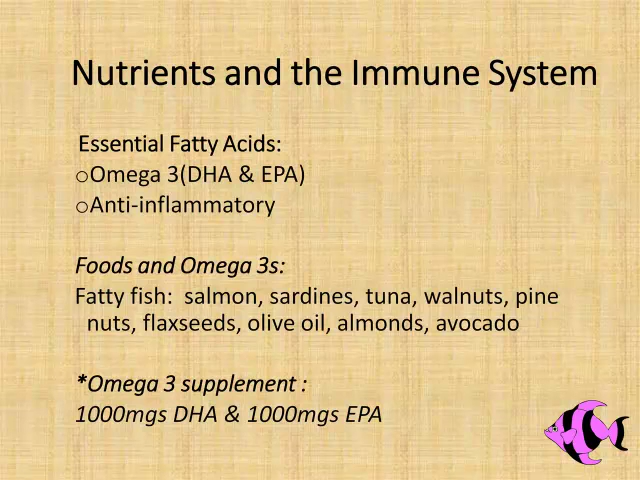 Nutrients and the Immune System
Essential Fatty Acids:
oOmega 3(DHA & EPA)
oAnti-inflammatory
Foods and Omega 3s:
Fatty fish:  salmon, sardines, tuna, walnuts, pine
nuts, flaxseeds, olive oil, almonds, avocado
*Omega 3 supplement :
1000mgs DHA & 1000mgs EPA